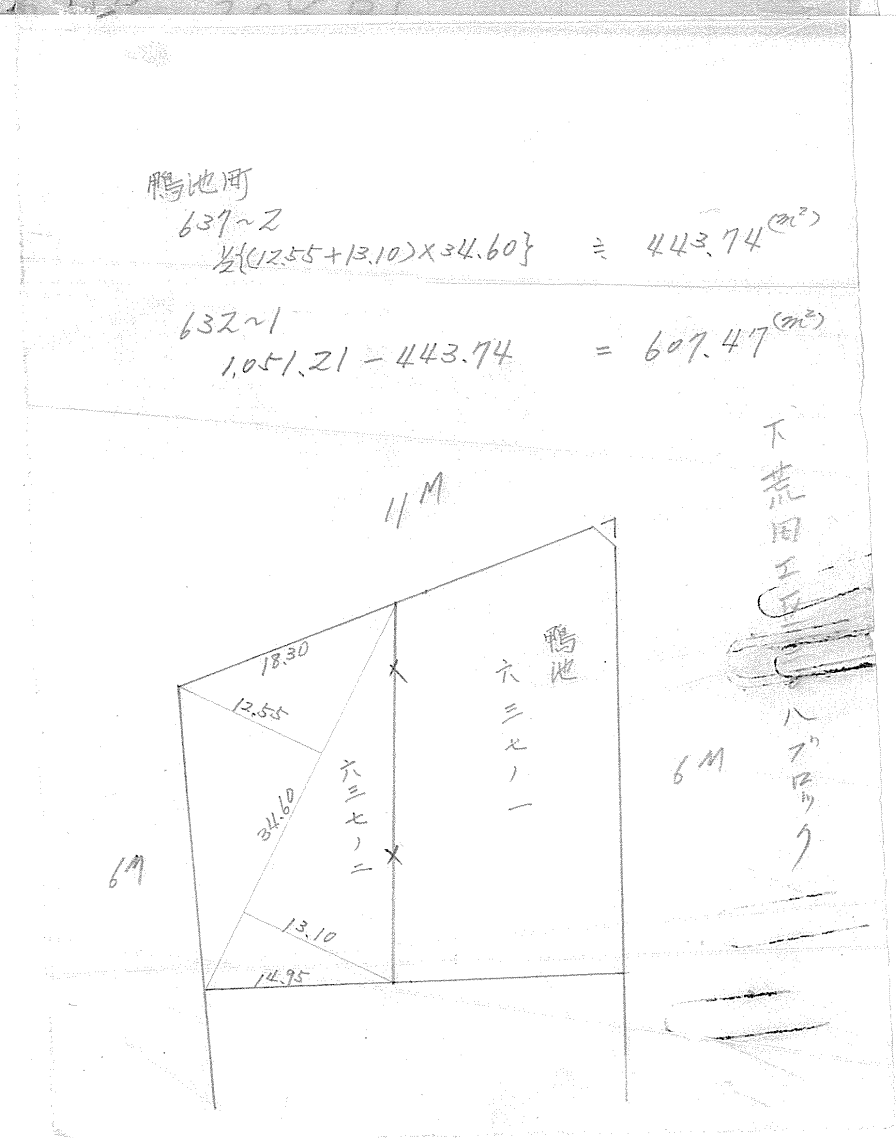 鴨池町
637~2
1/2{(12.55+13.10)×34.60} ≒ 443.74(m²)
632~1
1,051.21-443.74 = 607.47(m²)
下荒田工区
ハブロック
11M
18.30
12.55
34.60
13.10
14.95
六三七ノ二
鴨池
六三七ノ一
6M
6M